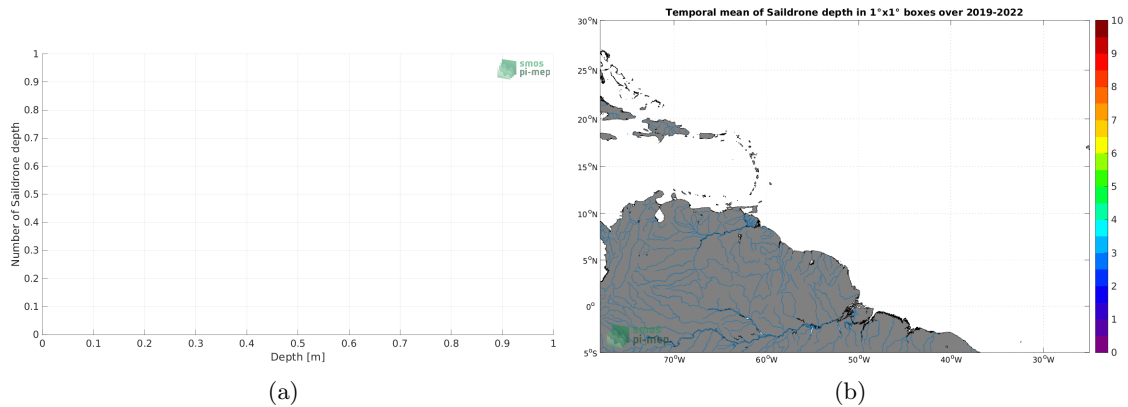 1
0.9
0.8
0.7
0.6
0.5
0.4
0.3
0.2
0.1
0
Number of Saildrone depth
0 0.1 0.2 0.3 0.4 0.5 0.6 0.7 0.8 0.9 1
Depth [m]
smos
pi-mep
(a)
Temporal mean of Saildrone depth in 1°x1° boxes over 2019-2022
30°N
25°N
20°N
15°N
10°N
5°N
0°
5°S
70°W 60°W 50°W 40°W 30°W
smos
pi-mep
10
9
8
7
6
5
4
3
2
1
0
(b)